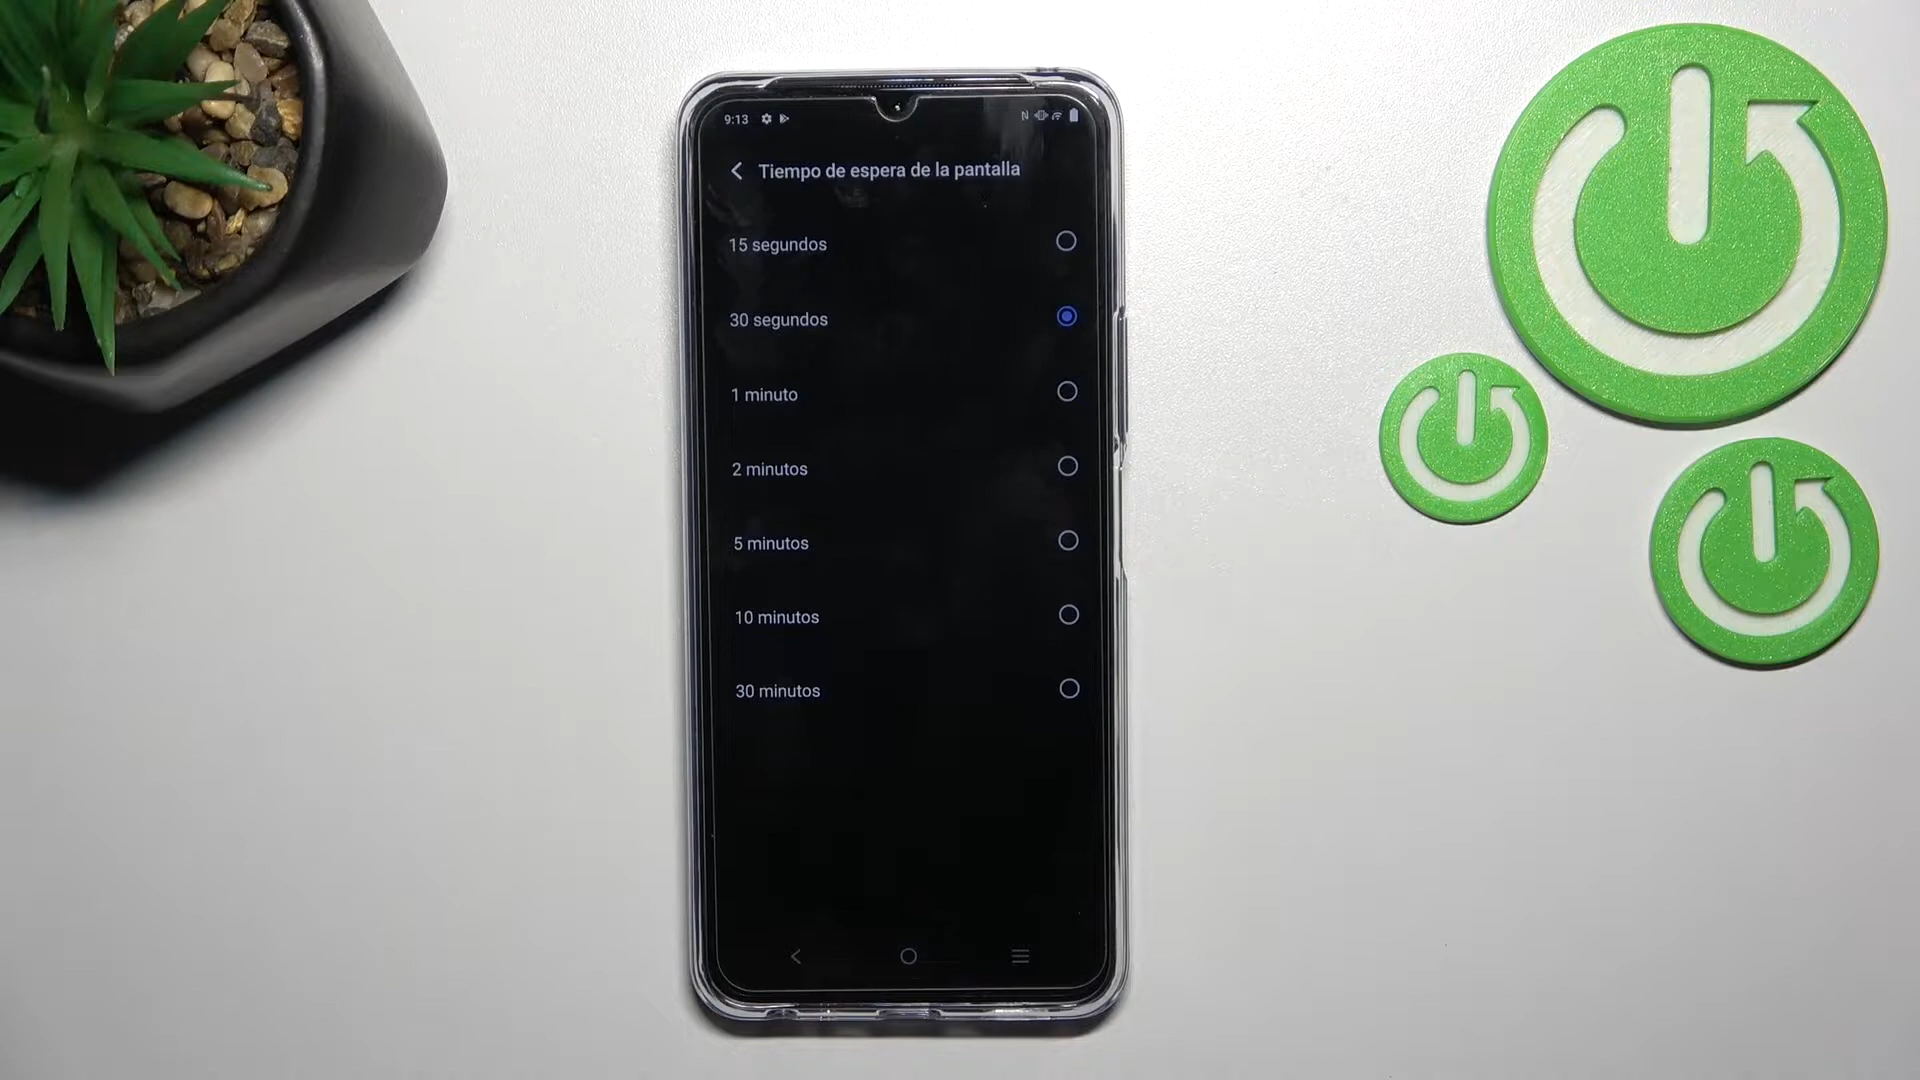 9:13
Tiempo de espera de la pantalla
15 segundos
30 segundos
1 minuto
2 minutos
5 minutos
10 minutos
30 minutos